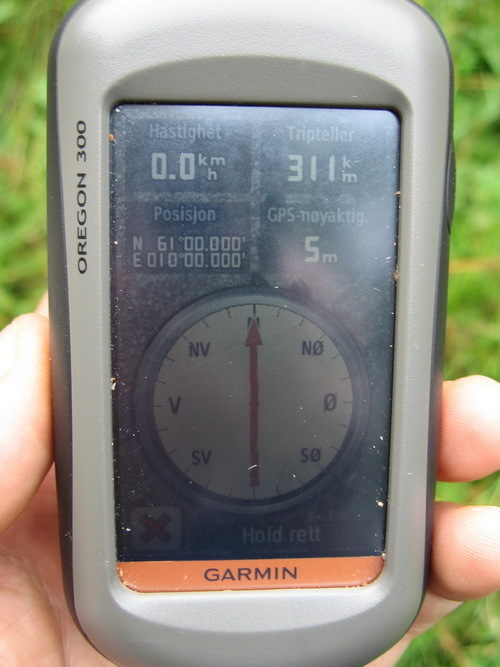 OREGON 300
Hastighet
0.0 km/h
Tripteller
311 km
Posisjon
N 61°00.000'
E 010°00.000'
GPS-nøyaktig.
5m
N
NV
NØ
V
Ø
SV
SØ
Hold rett
GARMIN